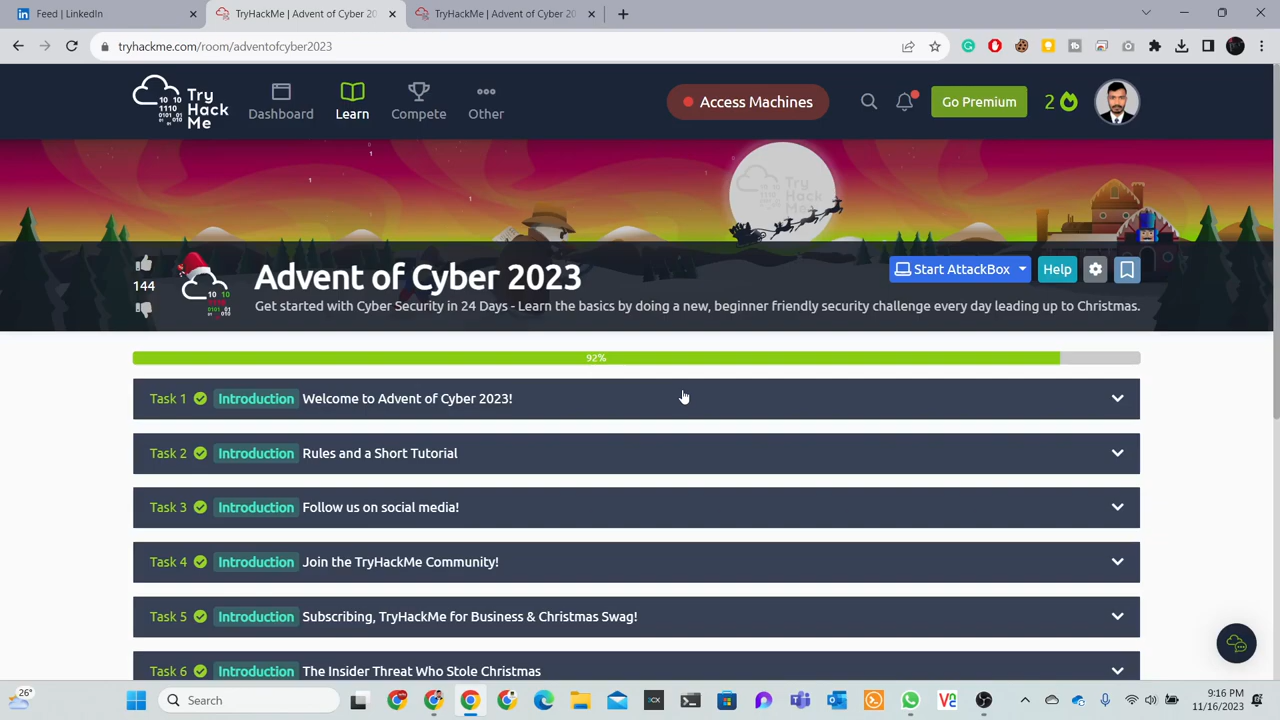 Feed | LinkedIn
TryHackMe | Advent of Cyber 20
TryHackMe | Advent of Cyber 20
tryhackme.com/room/adventofcyber2023
Try Hack Me
Dashboard
Learn
Compete
Other
Access Machines
Go Premium
2
Try Hack Me
144
Advent of Cyber 2023
Get started with Cyber Security in 24 Days - Learn the basics by doing a new, beginner friendly security challenge every day leading up to Christmas.
Start AttackBox
Help
92%
Task 1 Introduction Welcome to Advent of Cyber 2023!
Task 2 Introduction Rules and a Short Tutorial
Task 3 Introduction Follow us on social media!
Task 4 Introduction Join the TryHackMe Community!
Task 5 Introduction Subscribing, TryHackMe for Business & Christmas Swag!
Task 6 Introduction The Insider Threat Who Stole Christmas
26°
Search
9:16 PM
11/16/2023